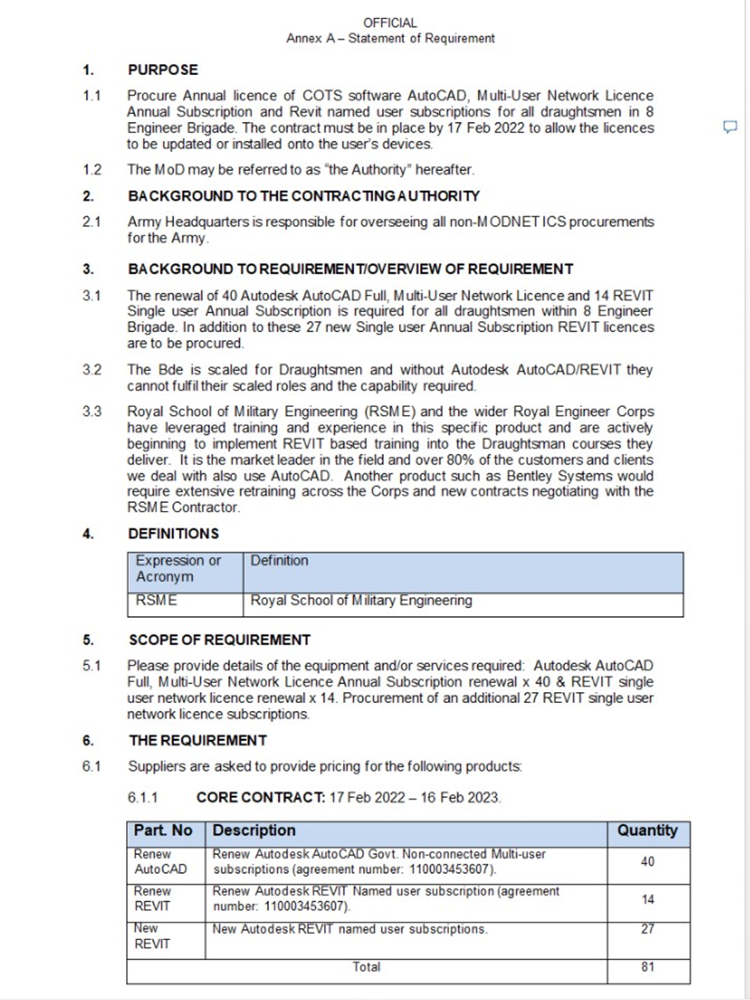 OFFICIAL
Annex A – Statement of Requirement
1. PURPOSE
1.1 Procure Annual licence of COTS software AutoCAD, Multi-User Network Licence
Annual Subscription and Revit named user subscriptions for all draughtsmen in 8
Engineer Brigade. The contract must be in place by 17 Feb 2022 to allow the licences
to be updated or installed onto the user's devices.
1.2 The MoD may be referred to as "the Authority" hereafter.
2. BACKGROUND TO THE CONTRACTING AUTHORITY
2.1 Army Headquarters is responsible for overseeing all non-MODNET ICS procurements
for the Army.
3. BACKGROUND TO REQUIREMENT/OVERVIEW OF REQUIREMENT
3.1 The renewal of 40 Autodesk AutoCAD Full, Multi-User Network Licence and 14 REVIT
Single user Annual Subscription is required for all draughtsmen within 8 Engineer
Brigade. In addition to these 27 new Single user Annual Subscription REVIT licences
are to be procured.
3.2 The Bde is scaled for Draughtsmen and without Autodesk AutoCAD/REVIT they
cannot fulfil their scaled roles and the capability required.
3.3 Royal School of Military Engineering (RSME) and the wider Royal Engineer Corps
have leveraged training and experience in this specific product and are actively
beginning to implement REVIT based training into the Draughtsman courses they
deliver. It is the market leader in the field and over 80% of the customers and clients
we deal with also use AutoCAD. Another product such as Bentley Systems would
require extensive retraining across the Corps and new contracts negotiating with the
RSME Contractor.
4. DEFINITIONS
Expression or Definition
Acronym
RSME Royal School of Military Engineering
5. SCOPE OF REQUIREMENT
5.1 Please provide details of the equipment and/or services required: Autodesk AutoCAD
Full, Multi-User Network Licence Annual Subscription renewal x 40 & REVIT single
user network licence renewal x 14. Procurement of an additional 27 REVIT single user
network licence subscriptions.
6. THE REQUIREMENT
6.1 Suppliers are asked to provide pricing for the following products:
6.1.1 CORE CONTRACT: 17 Feb 2022 – 16 Feb 2023.
Part. No Description Quantity
Renew Autodesk AutoCAD Govt. Non-connected Multi-user
Renew
AutoCAD subscriptions (agreement number: 110003453607). 40
Renew Renew Autodesk REVIT Named user subscription (agreement
REVIT number: 110003453607). 14
New New Autodesk REVIT named user subscriptions. 27
REVIT
Total 81